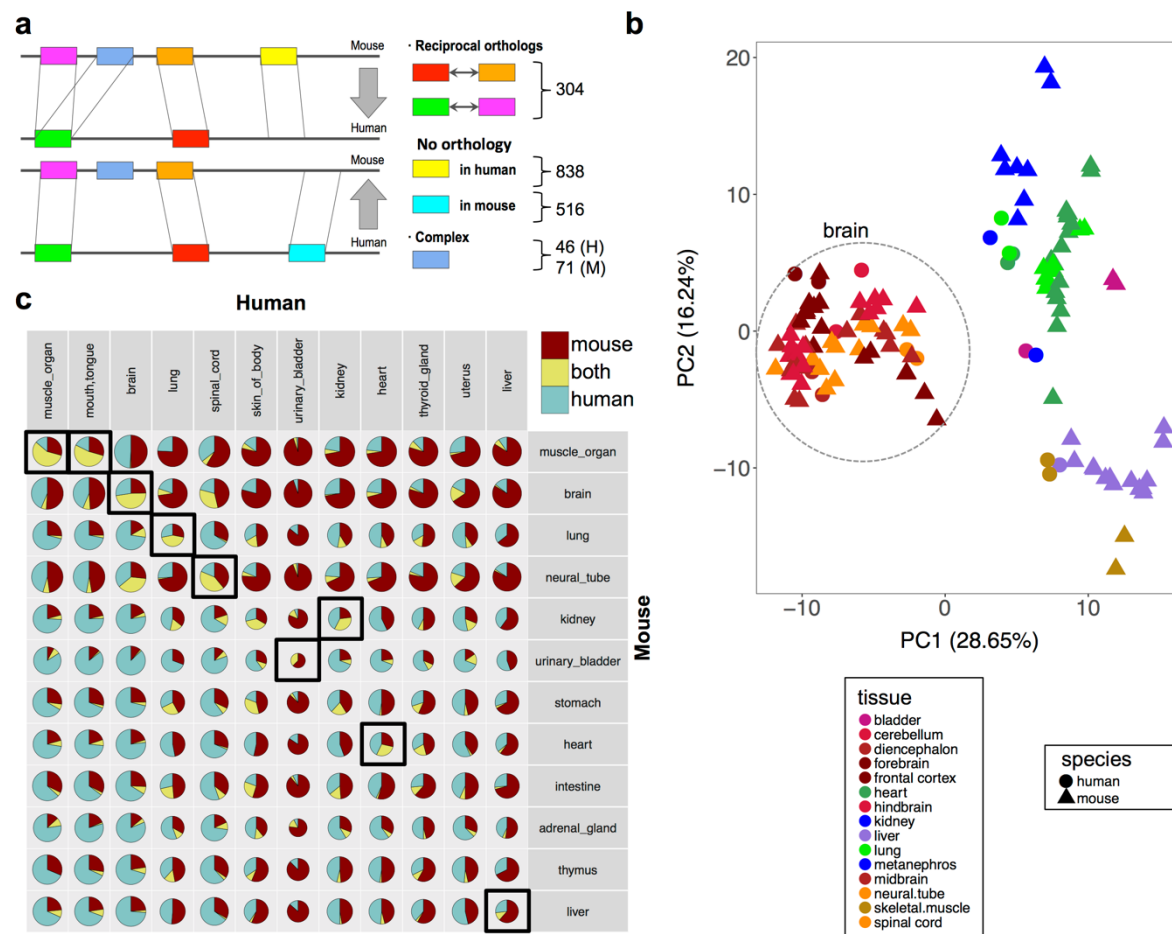 a
Mouse
Human
Mouse
Human
· Reciprocal orthologs
304
No orthology
in human
838
in mouse
516
· Complex
46 (H)
71 (M)
b
20
10
0
−10
PC2 (16.24%)
brain
−10
0
10
PC1 (28.65%)
tissue
bladder
cerebellum
diencephalon
forebrain
frontal cortex
heart
hindbrain
kidney
liver
lung
metanephros
midbrain
neural.tube
skeletal.muscle
spinal cord
species
human
mouse
c
Human
muscle_organ
mouth,tongue
brain
lung
spinal_cord
skin_of_body
urinary_bladder
kidney
heart
thyroid_gland
uterus
liver
mouse
both
human
muscle_organ
brain
lung
neural_tube
kidney
urinary_bladder
stomach
heart
intestine
adrenal_gland
thymus
liver
Mouse